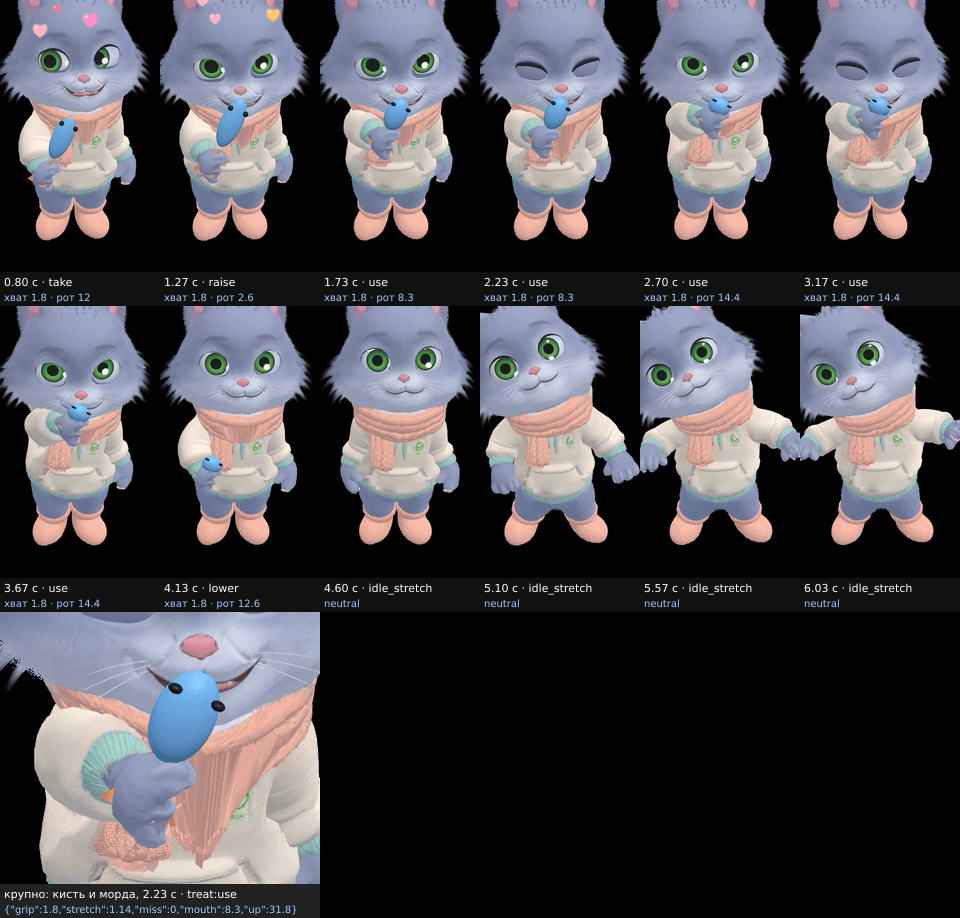 0.80 с · take
хват 1.8 · рот 12
1.27 с · raise
хват 1.8 · рот 2.6
1.73 с · use
хват 1.8 · рот 8.3
2.23 с · use
хват 1.8 · рот 8.3
2.70 с · use
хват 1.8 · рот 14.4
3.17 с · use
хват 1.8 · рот 14.4
3.67 с · use
хват 1.8 · рот 14.4
4.13 с · lower
хват 1.8 · рот 12.6
4.60 с · idle_stretch
neutral
5.10 с · idle_stretch
neutral
5.57 с · idle_stretch
neutral
6.03 с · idle_stretch
neutral
крупно: кисть и морда, 2.23 с · treat:use
{"grip":1.8,"stretch":1.14,"miss":0,"mouth":8.3,"up":31.8}